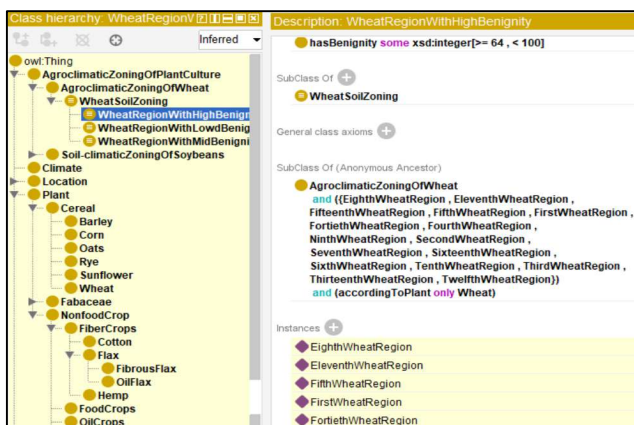 Class hierarchy: WheatRegionV
Inferred
owl:Thing
AgroclimaticZoningOfPlantCulture
AgroclimaticZoningOfWheat
WheatSoilZoning
WheatRegionWithHighBenign
WheatRegionWithLowdBenig
WheatRegionWithMidBenigni
Soil-climaticZoningOfSoybeans
Climate
Location
Plant
Cereal
Barley
Corn
Oats
Rye
Sunflower
Wheat
Fabaceae
NonfoodCrop
FiberCrops
Cotton
Flax
FibrousFlax
OilFlax
Hemp
FoodCrops
OilCrops
Description: WheatRegionWithHighBenignity
hasBenignity some xsd:integer[>= 64 , < 100]
SubClass Of
WheatSoilZoning
General class axioms
SubClass Of (Anonymous Ancestor)
AgroclimaticZoningOfWheat
and ({EighthWheatRegion , EleventhWheatRegion ,
FifteenthWheatRegion , FifthWheatRegion , FirstWheatRegion ,
FortiethWheatRegion , FourthWheatRegion ,
NinthWheatRegion , SecondWheatRegion ,
SeventhWheatRegion , SixteenthWheatRegion ,
SixthWheatRegion , TenthWheatRegion , ThirdWheatRegion ,
ThirteenthWheatRegion , TwelfthWheatRegion})
and (accordingToPlant only Wheat)
Instances
EighthWheatRegion
EleventhWheatRegion
FifthWheatRegion
FirstWheatRegion
FortiethWheatRegion